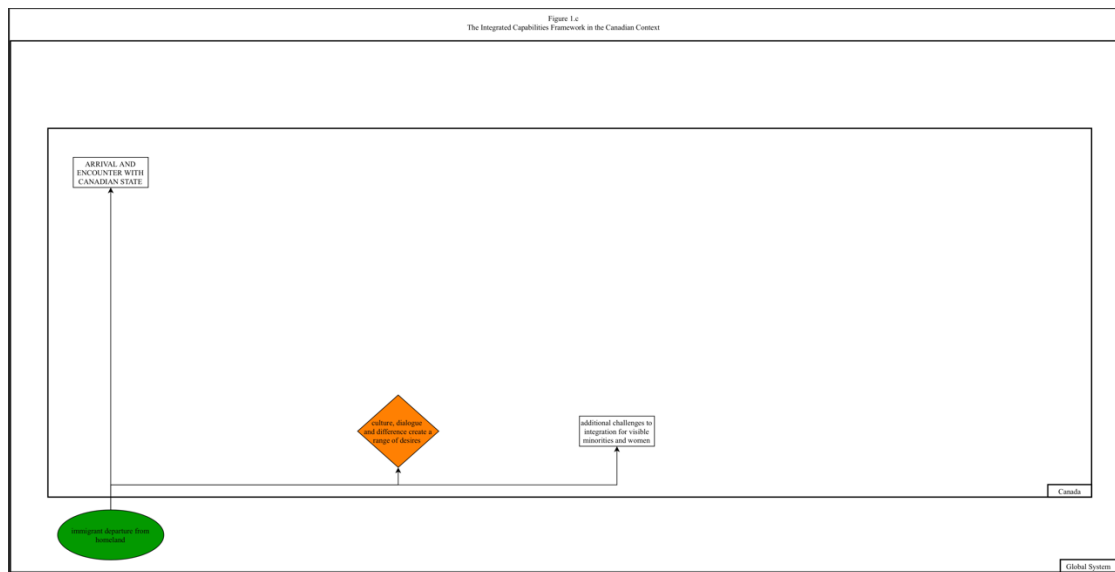 Figure 1.c
The Integrated Capabilities Framework in the Canadian Context
ARRIVAL AND
ENCOUNTER WITH
CANADIAN STATE
culture, dialogue
and difference create a
range of desires
additional challenges to
integration for visible
minorities and women
Canada
immigrant departure from
homeland
Global System